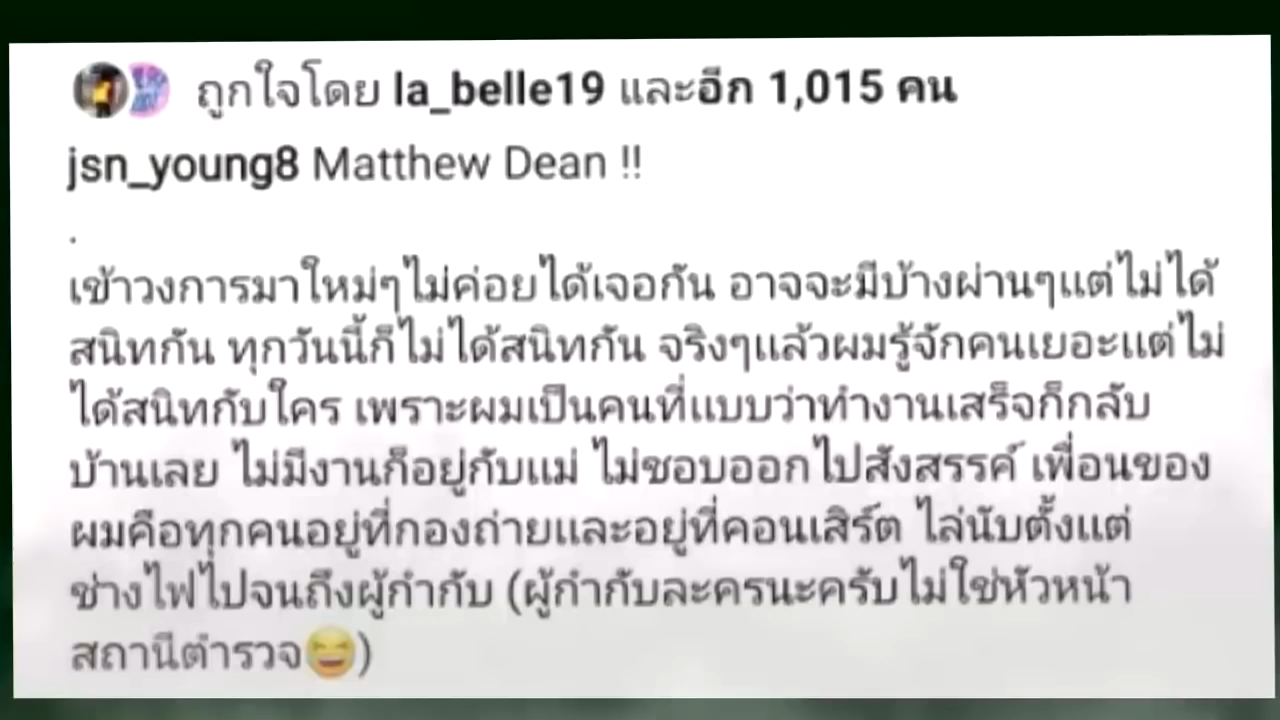 ถูกใจโดย la_belle19 และอีก 1,015 คน
jsn_young8 Matthew Dean !!
.
เข้าวงการมาใหม่ๆไม่ค่อยได้เจอกัน อาจจะมีบ้างผ่านๆแต่ไม่ได้
สนิทกัน ทุกวันนี้ก็ไม่ได้สนิทกัน จริงๆแล้วผมรู้จักคนเยอะแต่ไม่
ได้สนิทกับใคร เพราะผมเป็นคนที่แบบว่าทำงานเสร็จก็กลับ
บ้านเลย ไม่มีงานก็อยู่กับแม่ ไม่ชอบออกไปสังสรรค์ เพื่อนของ
ผมคือทุกคนอยู่ที่กองถ่ายและอยู่ที่คอนเสิร์ต ไล่นับตั้งแต่
ช่างไฟไปจนถึงผู้กำกับ (ผู้กำกับละครนะครับไม่ใช่หัวหน้า
สถานีตำรวจ😆)